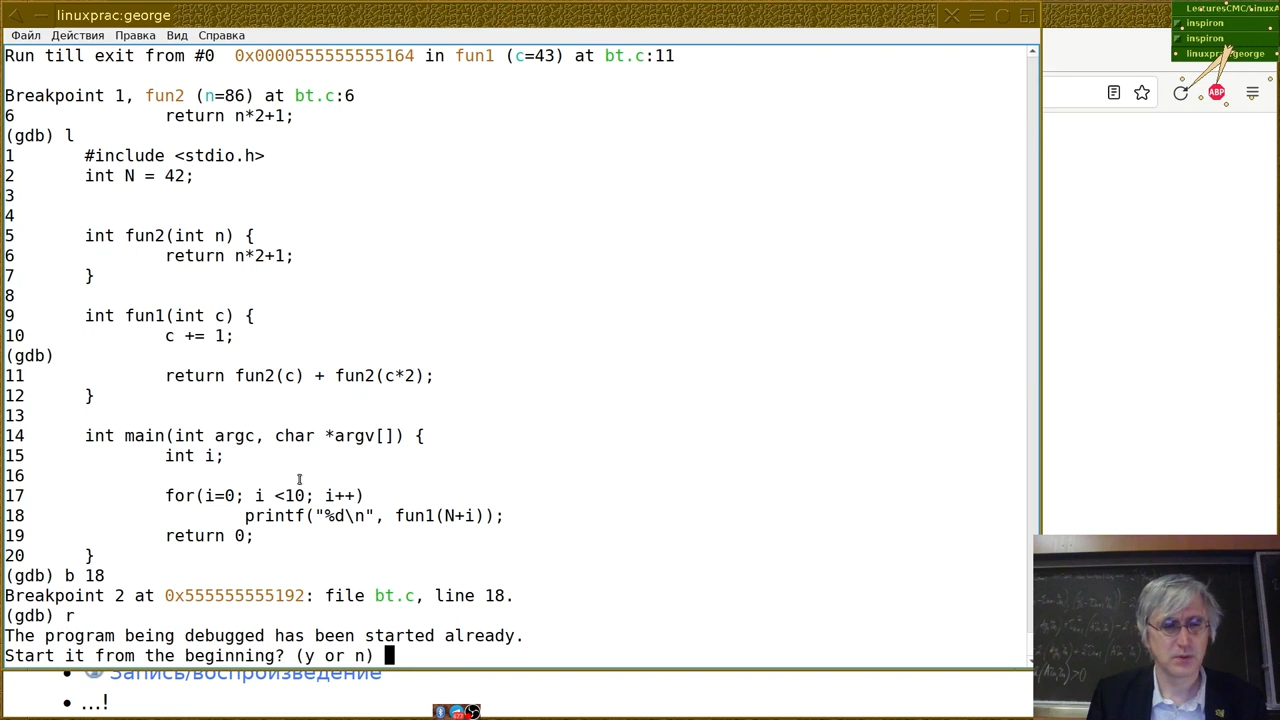 linuxprac:george
Файл Действия Правка Вид Справка
Run till exit from #0  0x0000555555555164 in fun1 (c=43) at bt.c:11
Breakpoint 1, fun2 (n=86) at bt.c:6
6               return n*2+1;
(gdb) l
1       #include <stdio.h>
2       int N = 42;
3
4
5       int fun2(int n) {
6               return n*2+1;
7       }
8
9       int fun1(int c) {
10              c += 1;
(gdb)
11              return fun2(c) + fun2(c*2);
12      }
13
14      int main(int argc, char *argv[]) {
15              int i;
16
17              for(i=0; i <10; i++)
18                      printf("%d\n", fun1(N+i));
19              return 0;
20      }
(gdb) b 18
Breakpoint 2 at 0x555555555192: file bt.c, line 18.
(gdb) r
The program being debugged has been started already.
Start it from the beginning? (y or n)
Запись/воспроизведение
...!
inspiron
inspiron
linuxprac:george
ABP